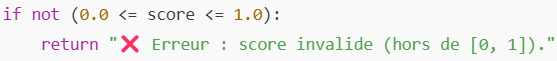 if not (0.0 <= score <= 1.0):
    return "❌ Erreur : score invalide (hors de [0, 1])."